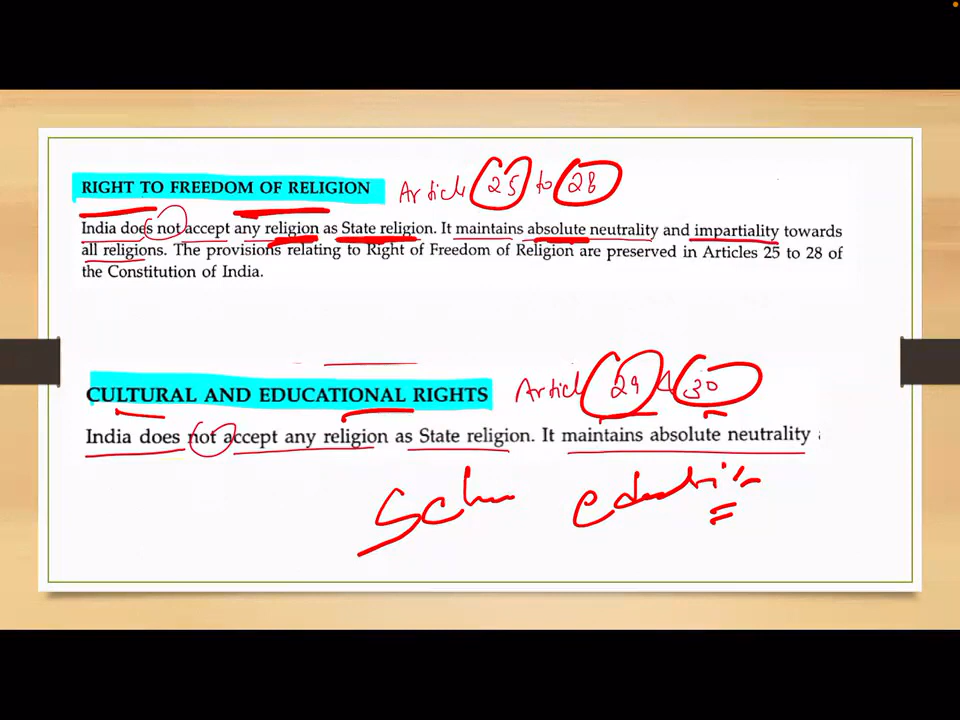 RIGHT TO FREEDOM OF RELIGION Article 25 to 28
India does not accept any religion as State religion. It maintains absolute neutrality and impartiality towards
all religions. The provisions relating to Right of Freedom of Religion are preserved in Articles 25 to 28 of
the Constitution of India.
CULTURAL AND EDUCATIONAL RIGHTS Article 29 & 30
India does not accept any religion as State religion. It maintains absolute neutrality